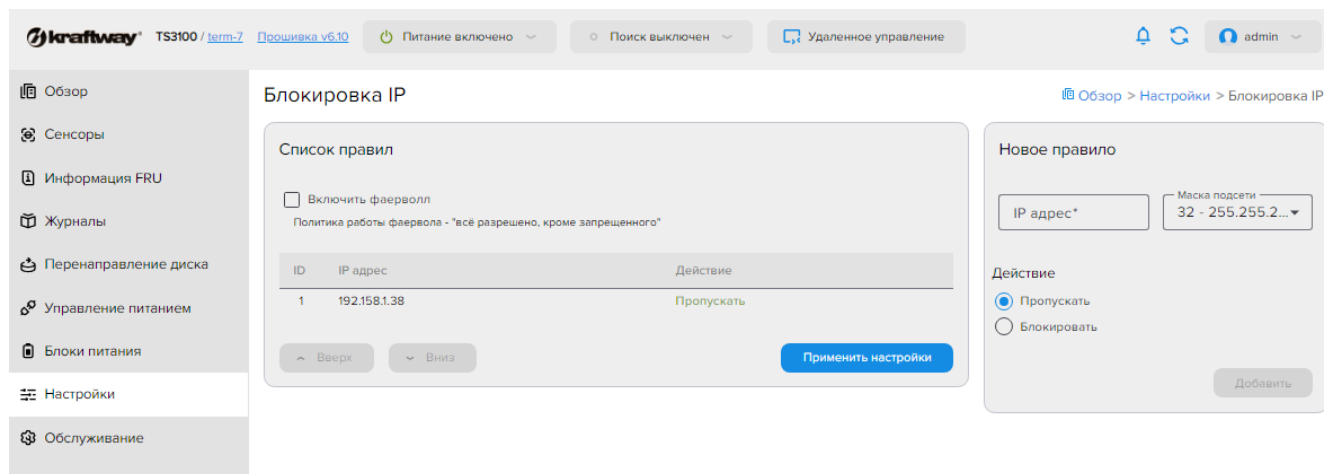 kraftway TS3100 / term-7 Прошивка v6.10 Питание включено Поиск выключен Удаленное управление admin
Обзор
Сенсоры
Информация FRU
Журналы
Перенаправление диска
Управление питанием
Блоки питания
Настройки
Обслуживание
Блокировка IP
Обзор > Настройки > Блокировка IP
Список правил
Включить фаерволл
Политика работы фаервола - "всё разрешено, кроме запрещенного"
ID IP адрес Действие
1 192.158.1.38 Пропускать
Вверх Вниз Применить настройки
Новое правило
IP адрес*
Маска подсети
32 - 255.255.2...
Действие
Пропускать
Блокировать
Добавить